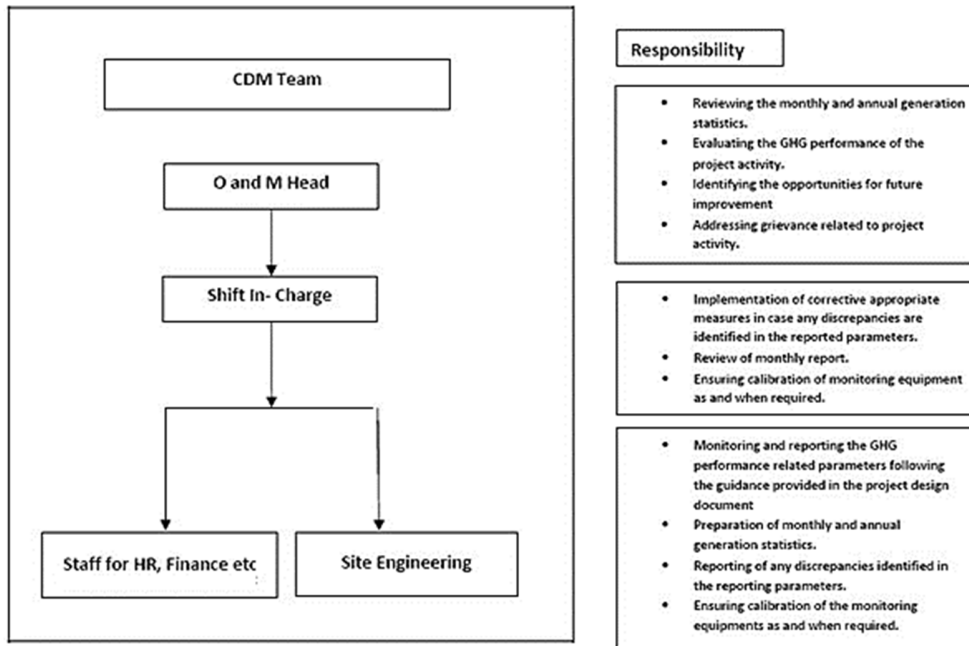 CDM Team
O and M Head
Shift In- Charge
Staff for HR, Finance etc
Site Engineering
Responsibility
• Reviewing the monthly and annual generation
statistics.
• Evaluating the GHG performance of the
project activity.
• Identifying the opportunities for future
improvement
• Addressing grievance related to project
activity.
• Implementation of corrective appropriate
measures in case any discrepancies are
identified in the reported parameters.
• Review of monthly report.
• Ensuring calibration of monitoring equipment
as and when required.
• Monitoring and reporting the GHG
performance related parameters following
the guidance provided in the project design
document
• Preparation of monthly and annual
generation statistics.
• Reporting of any discrepancies identified in
the reporting parameters.
• Ensuring calibration of the monitoring
equipments as and when required.